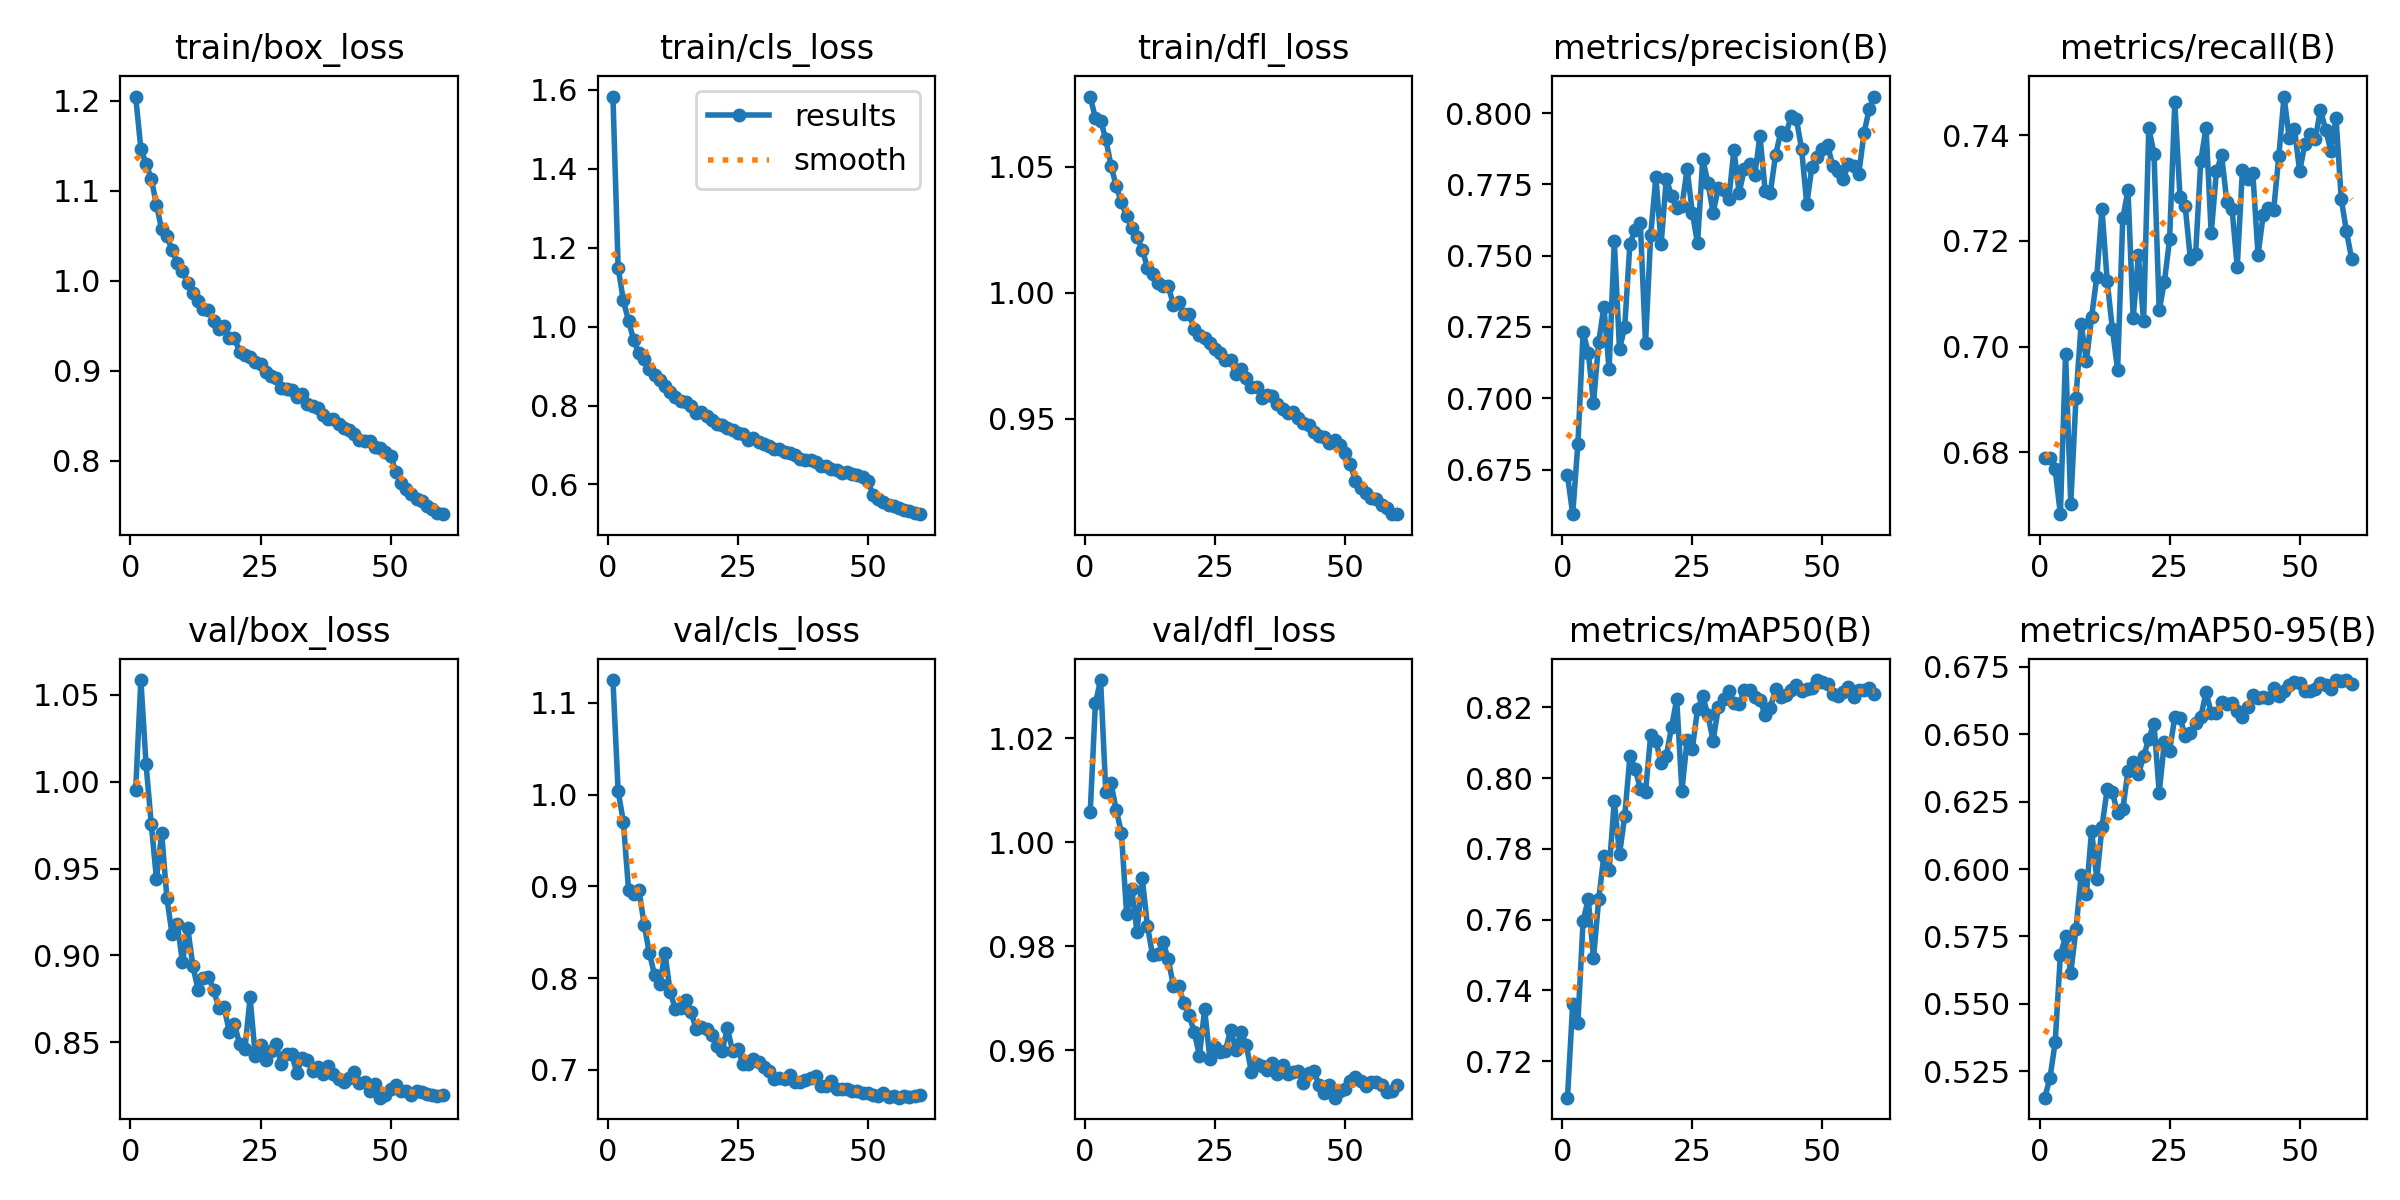 train/box_loss
1.2
1.1
1.0
0.9
0.8
0 25 50
train/cls_loss
results
smooth
1.6
1.4
1.2
1.0
0.8
0.6
0 25 50
train/dfl_loss
1.05
1.00
0.95
0 25 50
metrics/precision(B)
0.800
0.775
0.750
0.725
0.700
0.675
0 25 50
metrics/recall(B)
0.74
0.72
0.70
0.68
0 25 50
val/box_loss
1.05
1.00
0.95
0.90
0.85
0 25 50
val/cls_loss
1.1
1.0
0.9
0.8
0.7
0 25 50
val/dfl_loss
1.02
1.00
0.98
0.96
0 25 50
metrics/mAP50(B)
0.82
0.80
0.78
0.76
0.74
0.72
0 25 50
metrics/mAP50-95(B)
0.675
0.650
0.625
0.600
0.575
0.550
0.525
0 25 50